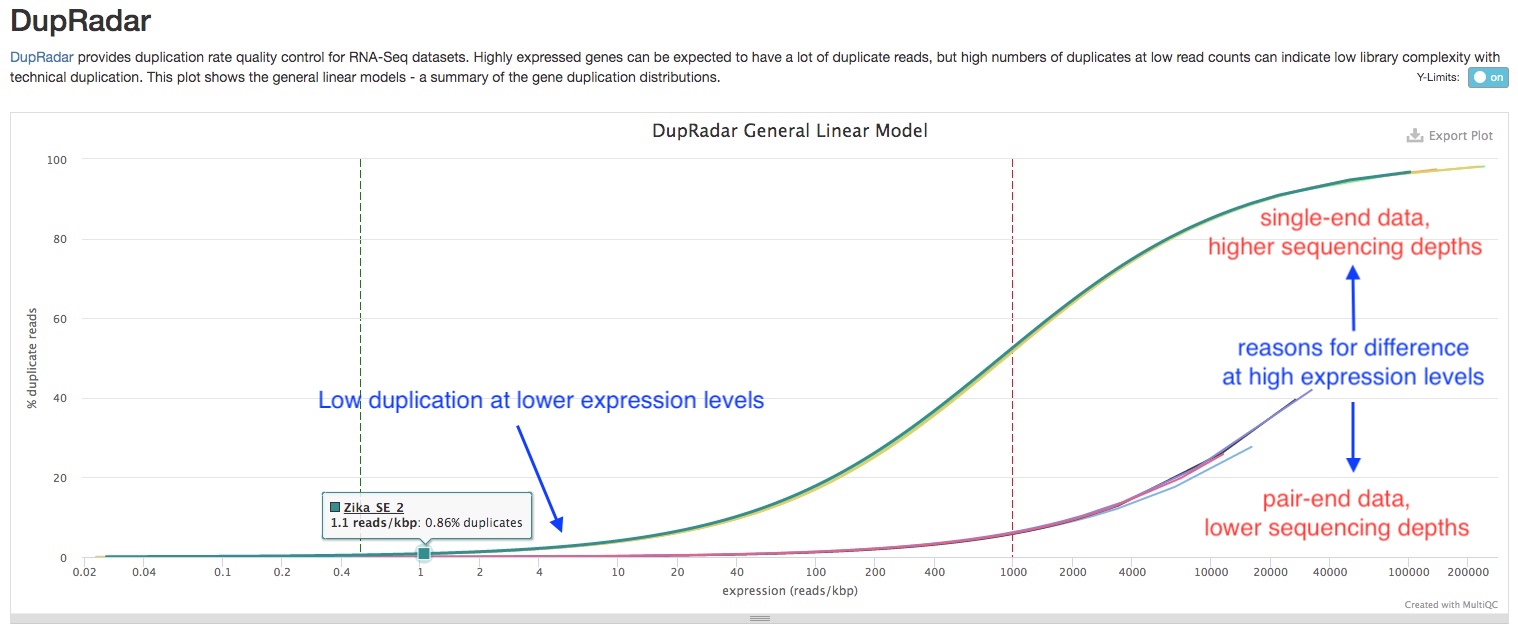 DupRadar
DupRadar provides duplication rate quality control for RNA-Seq datasets. Highly expressed genes can be expected to have a lot of duplicate reads, but high numbers of duplicates at low read counts can indicate low library complexity with
technical duplication. This plot shows the general linear models - a summary of the gene duplication distributions.
Y-Limits: on
DupRadar General Linear Model
Export Plot
100
80
60
40
20
0
% duplicate reads
single-end data,
higher sequencing depths
reasons for difference
at high expression levels
Low duplication at lower expression levels
Zika_SE_2
1.1 reads/kbp: 0.86% duplicates
pair-end data,
lower sequencing depths
0.02 0.04 0.1 0.2 0.4 1 2 4 10 20 40 100 200 400 1000 2000 4000 10000 20000 40000 100000 200000
expression (reads/kbp)
Created with MultiQC